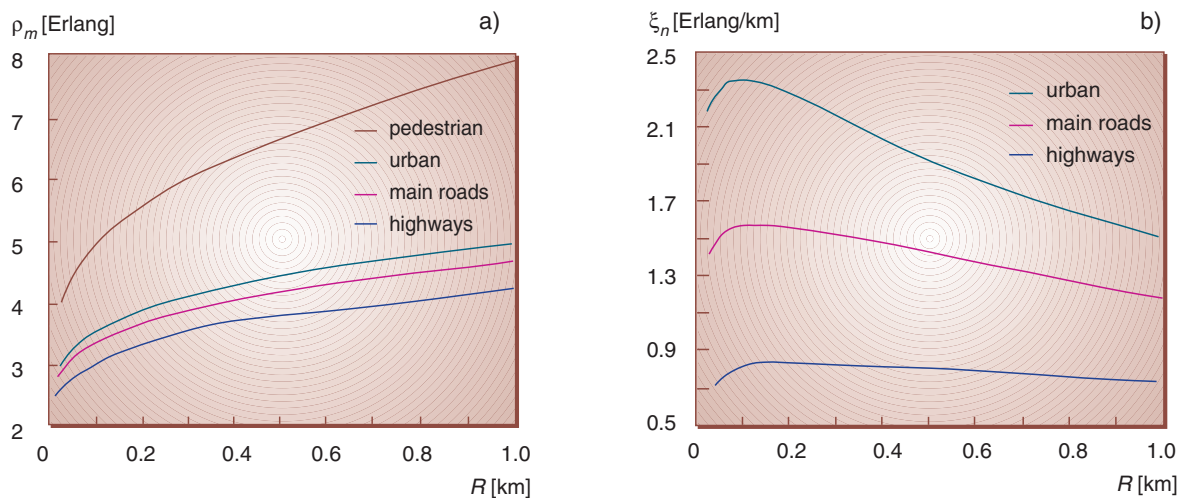 ρm [Erlang]
a)
8
7
6
5
4
3
2
pedestrian
urban
main roads
highways
0
0.2
0.4
0.6
0.8
1.0
R [km]
ξn [Erlang/km]
b)
2.5
2.1
1.7
1.3
0.9
0.5
urban
main roads
highways
0
0.2
0.4
0.6
0.8
1.0
R [km]